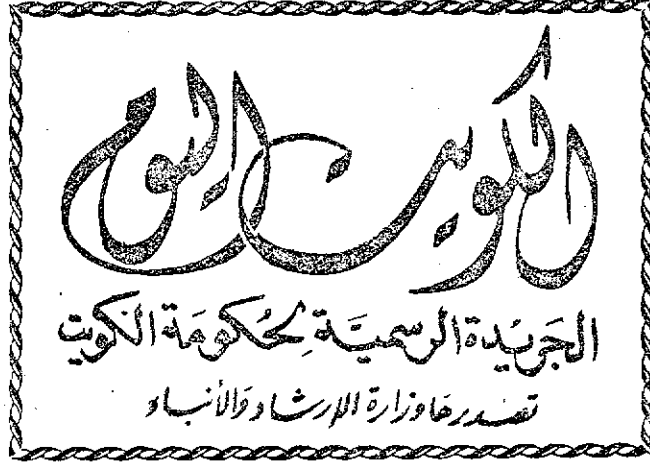 الكويت اليوم
الجريدة الرسمية لحكومة الكويت
تصدرها وزارة الإرشاد والأنباء